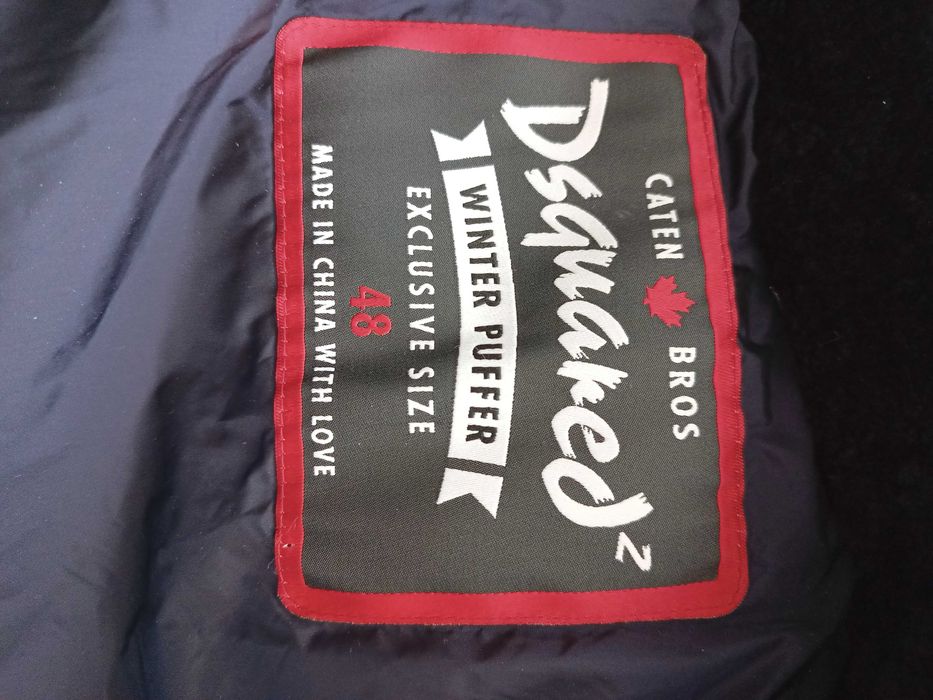 CATEN BROS
Dsquared2
WINTER PUFFER
EXCLUSIVE SIZE
48
MADE IN CHINA WITH LOVE